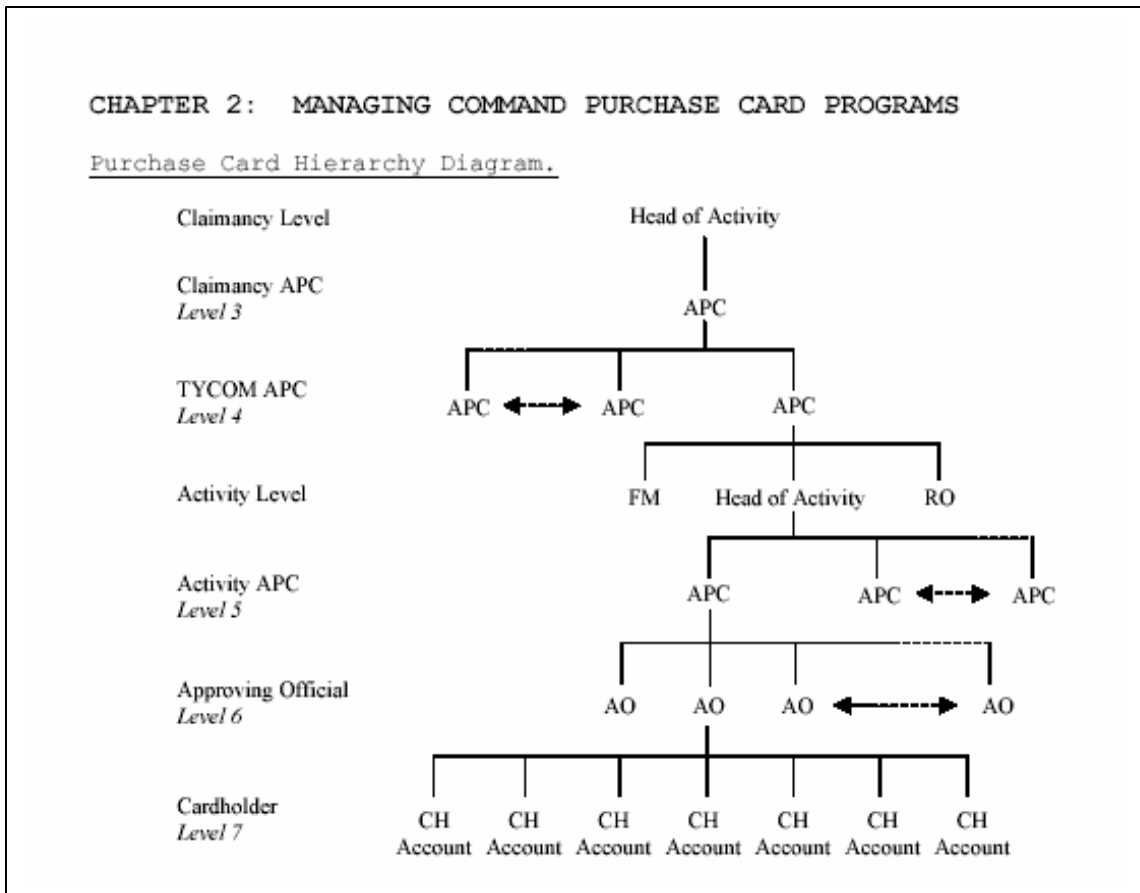 CHAPTER 2: MANAGING COMMAND PURCHASE CARD PROGRAMS
Purchase Card Hierarchy Diagram.
Claimancy Level
Head of Activity
Claimancy APC
Level 3
APC
TYCOM APC
Level 4
APC APC APC
Activity Level
FM Head of Activity RO
Activity APC
Level 5
APC APC APC
Approving Official
Level 6
AO AO AO AO
Cardholder
Level 7
CH CH CH CH CH CH CH
Account Account Account Account Account Account Account